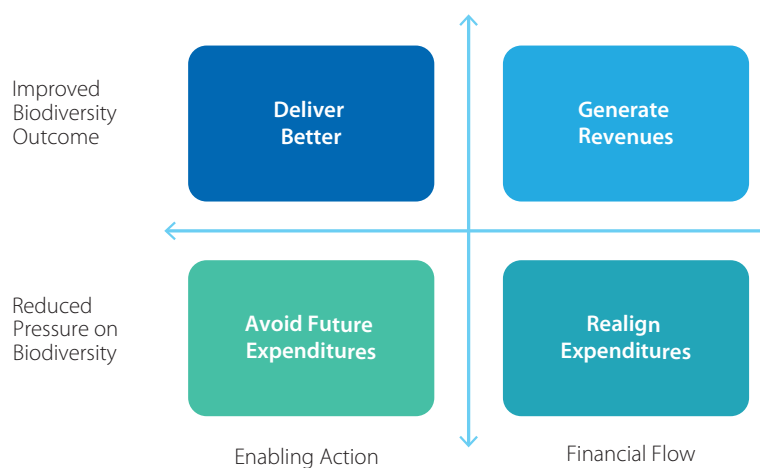 Improved
Biodiversity
Outcome
Deliver
Better
Generate
Revenues
Reduced
Pressure on
Biodiversity
Avoid Future
Expenditures
Realign
Expenditures
Enabling Action
Financial Flow